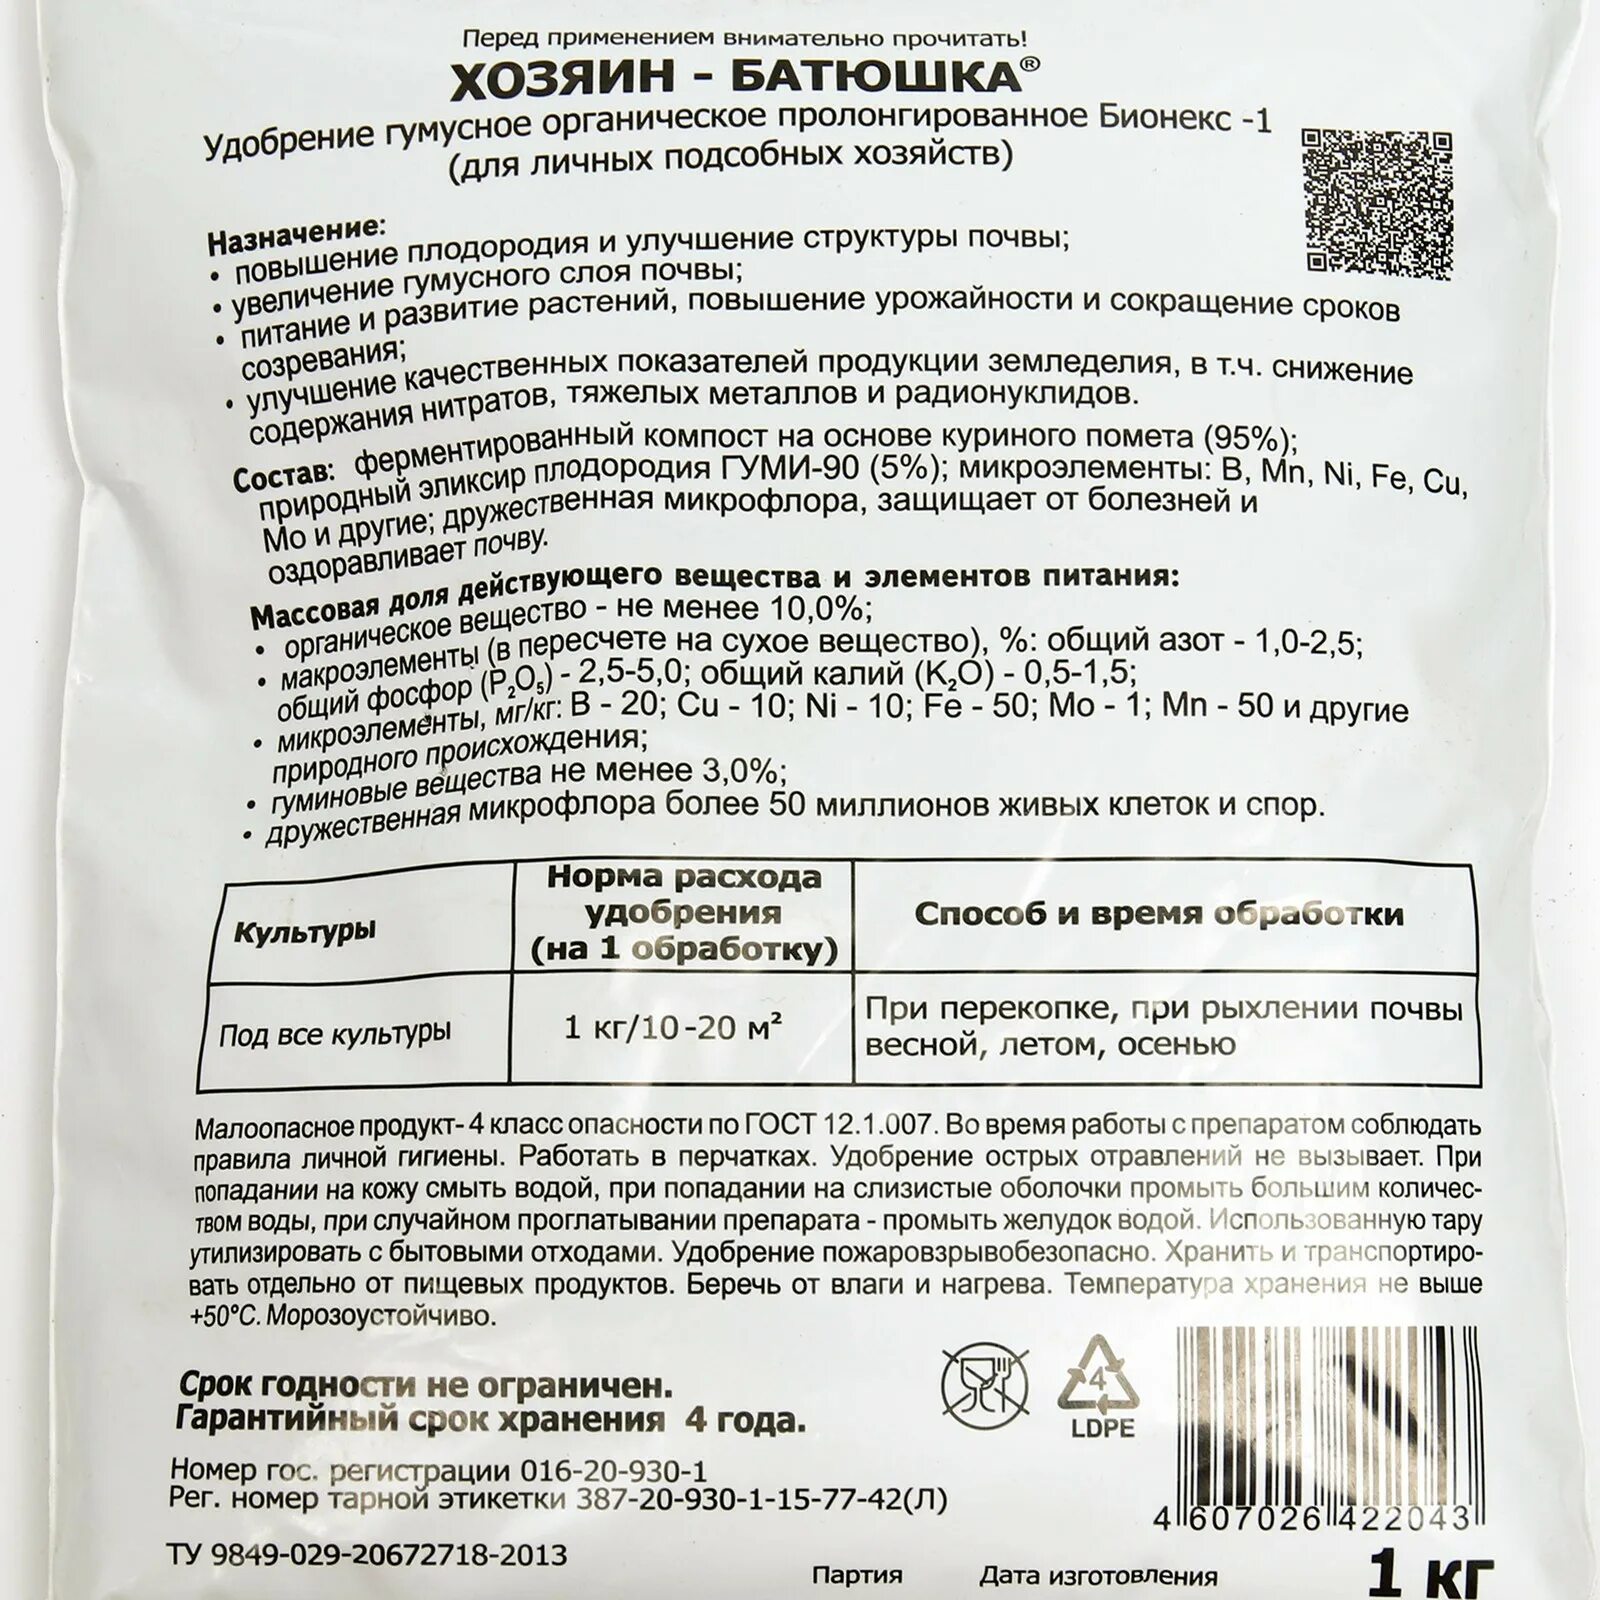 Перед применением внимательно прочитать!
ХОЗЯИН - БАТЮШКА®
Удобрение гумусное органическое пролонгированное Бионекс -1
(для личных подсобных хозяйств)
Назначение:
• повышение плодородия и улучшение структуры почвы;
• увеличение гумусного слоя почвы;
• питание и развитие растений, повышение урожайности и сокращение сроков
созревания;
• улучшение качественных показателей продукции земледелия, в т.ч. снижение
содержания нитратов, тяжелых металлов и радионуклидов.
Состав: ферментированный компост на основе куриного помета (95%);
природный эликсир плодородия ГУМИ-90 (5%); микроэлементы: B, Mn, Ni, Fe, Cu,
Mo и другие; дружественная микрофлора, защищает от болезней и
оздоравливает почву.
Массовая доля действующего вещества и элементов питания:
• органическое вещество - не менее 10,0%;
• макроэлементы (в пересчете на сухое вещество), %: общий азот - 1,0-2,5;
общий фосфор (P₂O₅) - 2,5-5,0; общий калий (K₂O) - 0,5-1,5;
• микроэлементы, мг/кг: B - 20; Cu - 10; Ni - 10; Fe - 50; Mo - 1; Mn - 50 и другие
природного происхождения;
• гуминовые вещества не менее 3,0%;
• дружественная микрофлора более 50 миллионов живых клеток и спор.
Культуры
Норма расхода
удобрения
(на 1 обработку)
Способ и время обработки
Под все культуры
1 кг/10-20 м²
При перекопке, при рыхлении почвы
весной, летом, осенью
Малоопасное продукт- 4 класс опасности по ГОСТ 12.1.007. Во время работы с препаратом соблюдать
правила личной гигиены. Работать в перчатках. Удобрение острых отравлений не вызывает. При
попадании на кожу смыть водой, при попадании на слизистые оболочки промыть большим количес-
твом воды, при случайном проглатывании препарата - промыть желудок водой. Использованную тару
утилизировать с бытовыми отходами. Удобрение пожаровзрывобезопасно. Хранить и транспортиро-
вать отдельно от пищевых продуктов. Беречь от влаги и нагрева. Температура хранения не выше
+50°С. Морозоустойчиво.
Срок годности не ограничен.
Гарантийный срок хранения 4 года.
4
LDPE
Номер гос. регистрации 016-20-930-1
Рег. номер тарной этикетки 387-20-930-1-15-77-42(Л)
4 607026 422043
ТУ 9849-029-20672718-2013
Партия Дата изготовления 1 кг